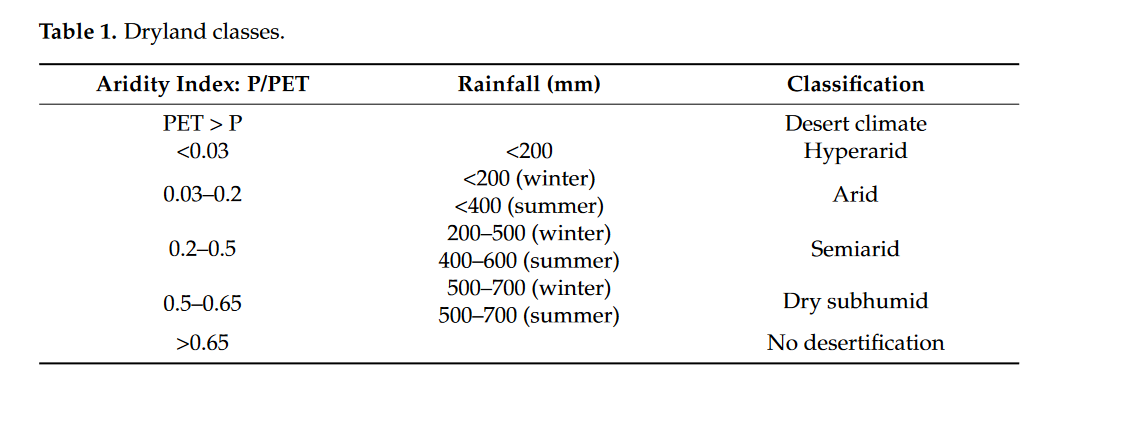 Table 1. Dryland classes.
Aridity Index: P/PET Rainfall (mm) Classification
PET > P Desert climate
<0.03 <200 Hyperarid
0.03–0.2 <200 (winter) Arid
<400 (summer)
0.2–0.5 200–500 (winter) Semiarid
400–600 (summer)
0.5–0.65 500–700 (winter) Dry subhumid
500–700 (summer)
>0.65 No desertification